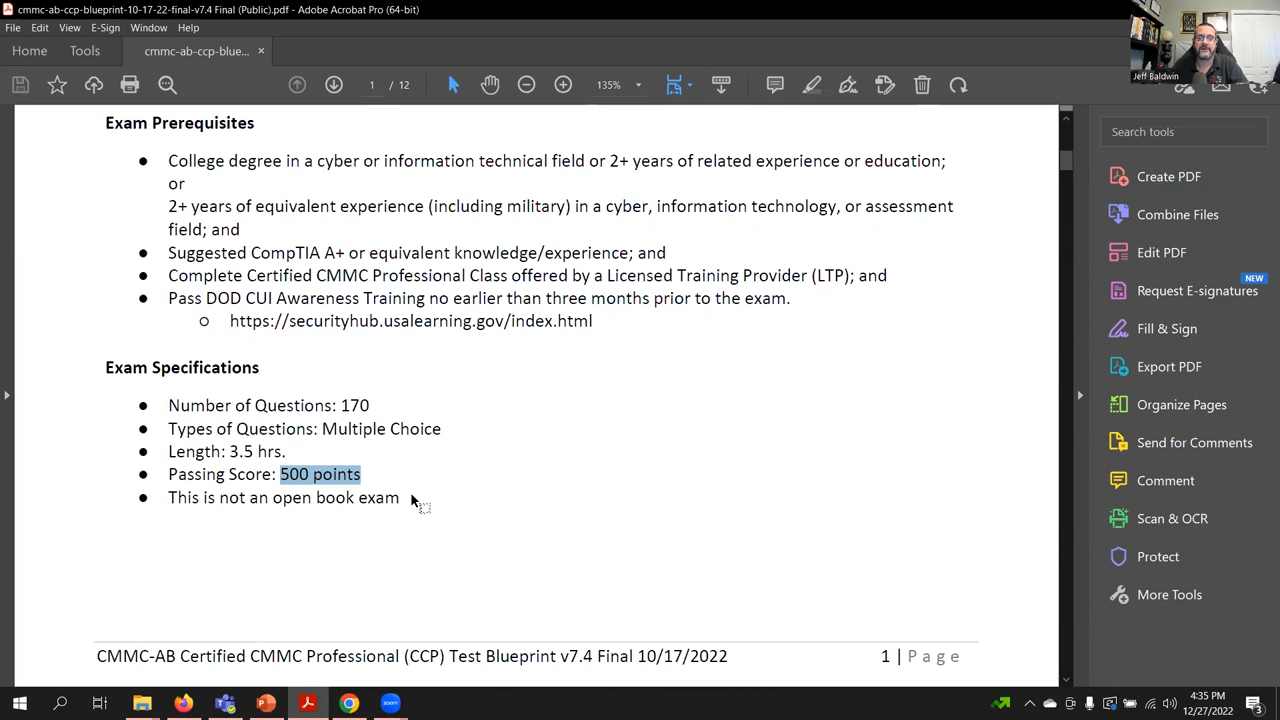 cmmc-ab-ccp-blueprint-10-17-22-final-v7.4 Final (Public).pdf - Adobe Acrobat Pro (64-bit)
File Edit View E-Sign Window Help
Home Tools cmmc-ab-ccp-blue... ×
1 / 12 135%
Jeff Baldwin
Exam Prerequisites
● College degree in a cyber or information technical field or 2+ years of related experience or education;
or
2+ years of equivalent experience (including military) in a cyber, information technology, or assessment
field; and
● Suggested CompTIA A+ or equivalent knowledge/experience; and
● Complete Certified CMMC Professional Class offered by a Licensed Training Provider (LTP); and
● Pass DOD CUI Awareness Training no earlier than three months prior to the exam.
○ https://securityhub.usalearning.gov/index.html
Exam Specifications
● Number of Questions: 170
● Types of Questions: Multiple Choice
● Length: 3.5 hrs.
● Passing Score: 500 points
● This is not an open book exam
CMMC-AB Certified CMMC Professional (CCP) Test Blueprint v7.4 Final 10/17/2022 1 | Page
Search tools
Create PDF
Combine Files
Edit PDF
NEW
Request E-signatures
Fill & Sign
Export PDF
Organize Pages
Send for Comments
Comment
Scan & OCR
Protect
More Tools
zoom
4:35 PM
12/27/2022
3